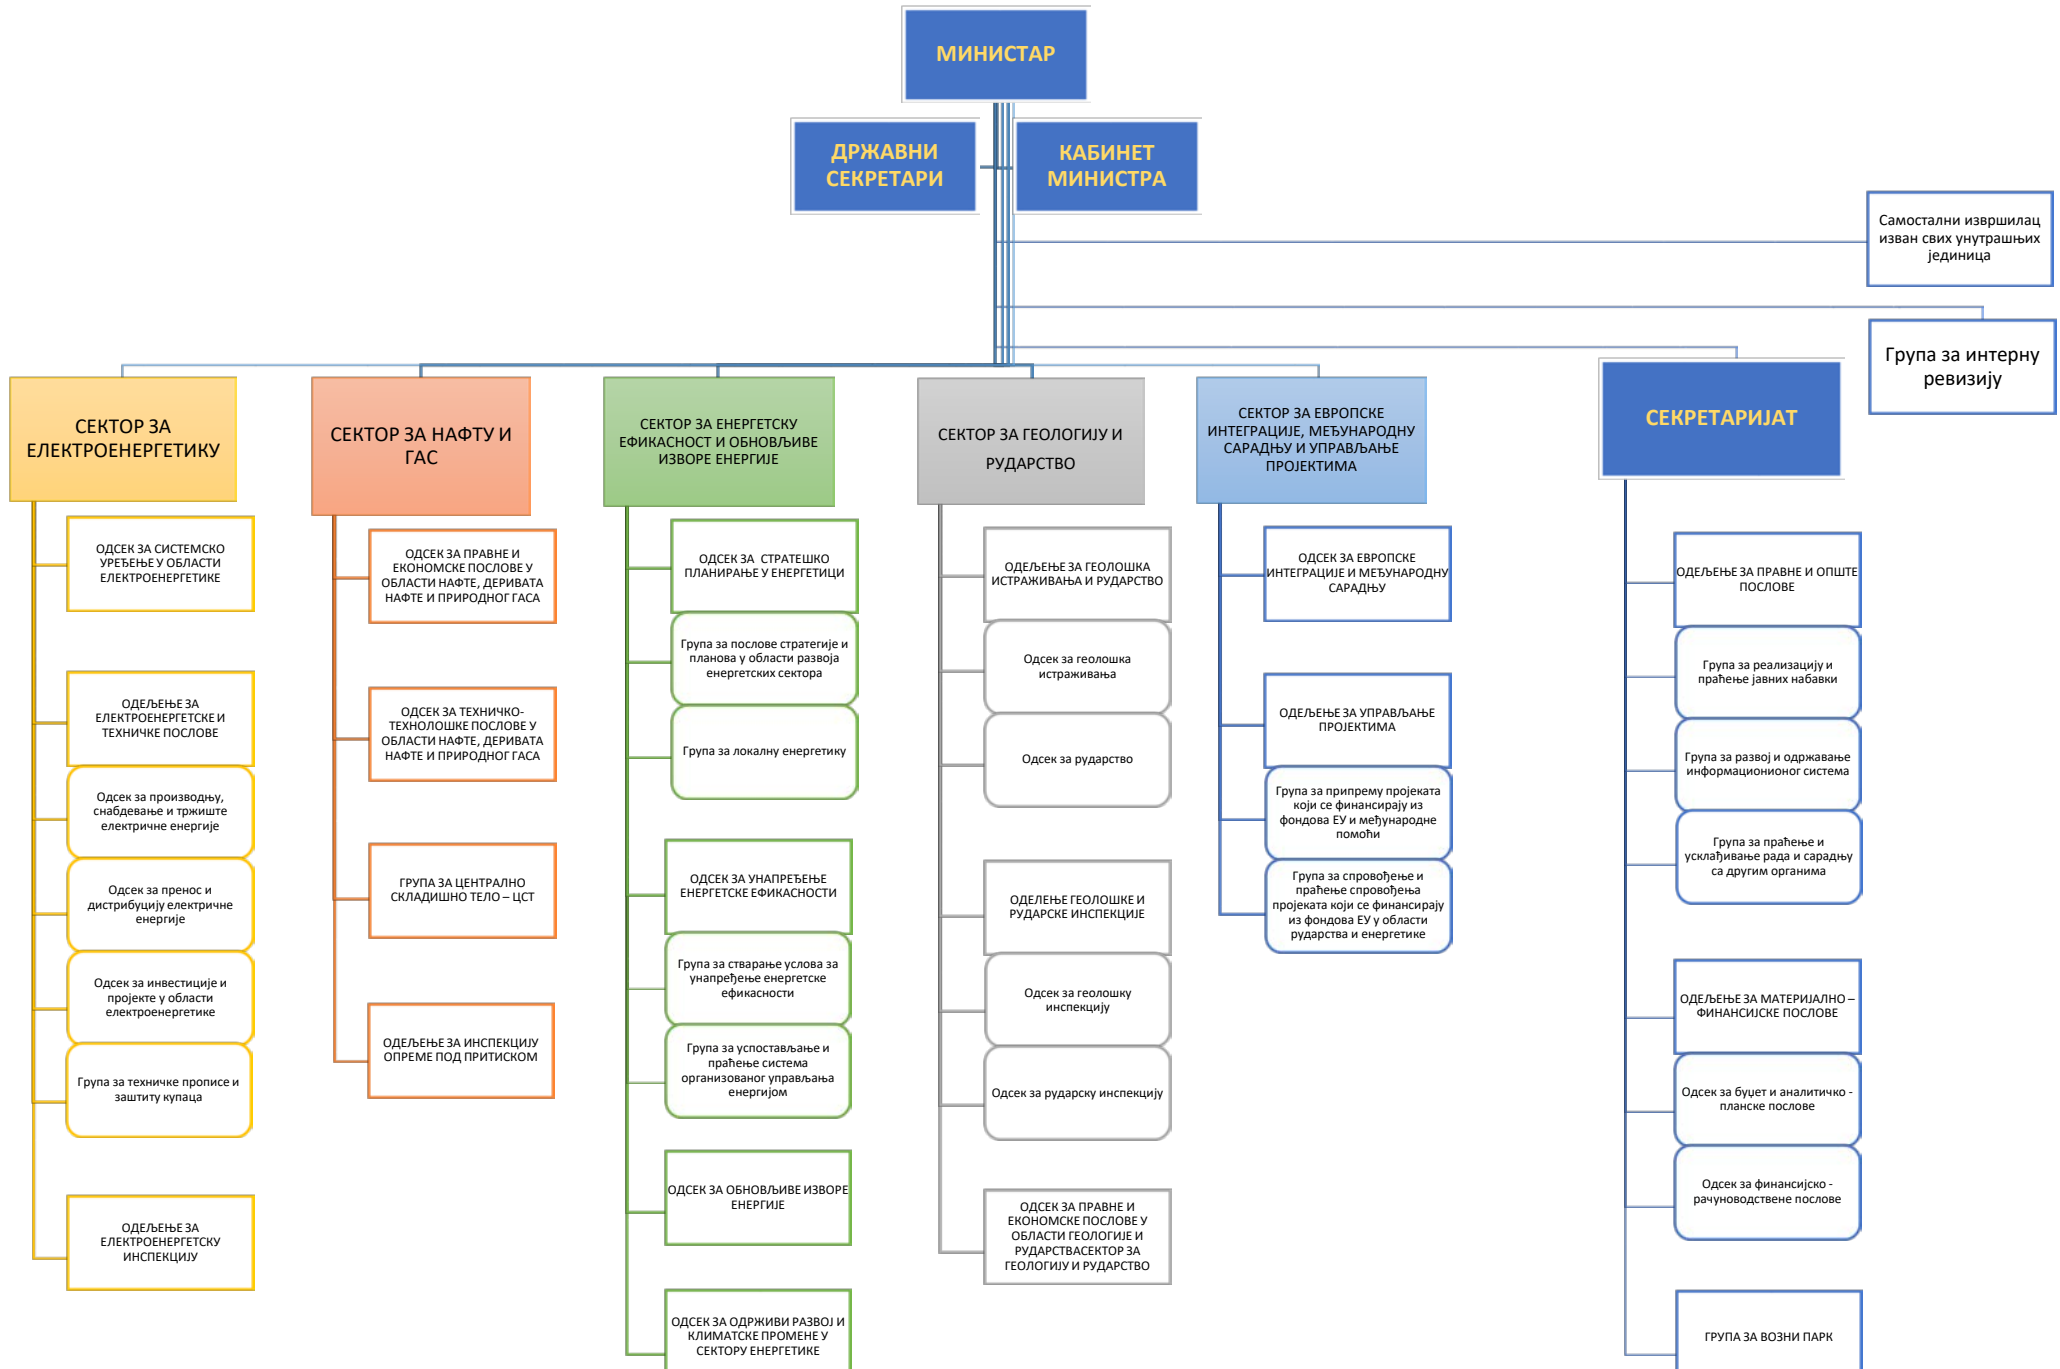 МИНИСТАР
ДРЖАВНИ
СЕКРЕТАРИ
КАБИНЕТ
МИНИСТРА
Самостални извршилац
изван свих унутрашњих
јединица
Група за интерну
ревизију
СЕКТОР ЗА
ЕЛЕКТРОЕНЕРГЕТИКУ
ОДСЕК ЗА СИСТЕМСКО
УРЕЂЕЊЕ У ОБЛАСТИ
ЕЛЕКТРОЕНЕРГЕТИКЕ
ОДЕЉЕЊЕ ЗА
ЕЛЕКТРОЕНЕРГЕТСКЕ И
ТЕХНИЧКЕ ПОСЛОВЕ
Одсек за производњу,
снабдевање и тржиште
електричне енергије
Одсек за пренос и
дистрибуцију електричне
енергије
Одсек за инвестиције и
пројекте у области
електроенергетике
Група за техничке прописе и
заштиту купаца
ОДЕЉЕЊЕ ЗА
ЕЛЕКТРОЕНЕРГЕТСКУ
ИНСПЕКЦИЈУ
СЕКТОР ЗА НАФТУ И
ГАС
ОДСЕК ЗА ПРАВНЕ И
ЕКОНОМСКЕ ПОСЛОВЕ У
ОБЛАСТИ НАФТЕ, ДЕРИВАТА
НАФТЕ И ПРИРОДНОГ ГАСА
ОДСЕК ЗА ТЕХНИЧКО-
ТЕХНОЛОШКЕ ПОСЛОВЕ У
ОБЛАСТИ НАФТЕ, ДЕРИВАТА
НАФТЕ И ПРИРОДНОГ ГАСА
ГРУПА ЗА ЦЕНТРАЛНО
СКЛАДИШНО ТЕЛО – ЦСТ
ОДЕЉЕЊЕ ЗА ИНСПЕКЦИЈУ
ОПРЕМЕ ПОД ПРИТИСКОМ
СЕКТОР ЗА ЕНЕРГЕТСКУ
ЕФИКАСНОСТ И ОБНОВЉИВЕ
ИЗВОРЕ ЕНЕРГИЈЕ
ОДСЕК ЗА СТРАТЕШКО
ПЛАНИРАЊЕ У ЕНЕРГЕТИЦИ
Група за послове стратегије и
планова у области развоја
енергетских сектора
Група за локалну енергетику
ОДСЕК ЗА УНАПРЕЂЕЊЕ
ЕНЕРГЕТСКЕ ЕФИКАСНОСТИ
Група за стварање услова за
унапређење енергетске
ефикасности
Група за успостављање и
праћење система
организованог управљања
енергијом
ОДСЕК ЗА ОБНОВЉИВЕ ИЗВОРЕ
ЕНЕРГИЈЕ
ОДСЕК ЗА ОДРЖИВИ РАЗВОЈ И
КЛИМАТСКЕ ПРОМЕНЕ У
СЕКТОРУ ЕНЕРГЕТИКЕ
СЕКТОР ЗА ГЕОЛОГИЈУ И
РУДАРСТВО
ОДЕЉЕЊЕ ЗА ГЕОЛОШКА
ИСТРАЖИВАЊА И РУДАРСТВО
Одсек за геолошка
истраживања
Одсек за рударство
ОДЕЛЕЊЕ ГЕОЛОШКЕ И
РУДАРСКЕ ИНСПЕКЦИЈЕ
Одсек за геолошку
инспекцију
Одсек за рударску инспекцију
ОДСЕК ЗА ПРАВНЕ И
ЕКОНОМСКЕ ПОСЛОВЕ У
ОБЛАСТИ ГЕОЛОГИЈЕ И
РУДАРСТВАСЕКТОР ЗА
ГЕОЛОГИЈУ И РУДАРСТВО
СЕКТОР ЗА ЕВРОПСКЕ
ИНТЕГРАЦИЈЕ, МЕЂУНАРОДНУ
САРАДЊУ И УПРАВЉАЊЕ
ПРОЈЕКТИМА
ОДСЕК ЗА ЕВРОПСКЕ
ИНТЕГРАЦИЈЕ И МЕЂУНАРОДНУ
САРАДЊУ
ОДЕЉЕЊЕ ЗА УПРАВЉАЊЕ
ПРОЈЕКТИМА
Група за припрему пројеката
који се финансирају из
фондова ЕУ и међународне
помоћи
Група за спровођење и
праћење спровођења
пројеката који се финансирају
из фондова ЕУ у области
рударства и енергетике
СЕКРЕТАРИЈАТ
ОДЕЉЕЊЕ ЗА ПРАВНЕ И ОПШТЕ
ПОСЛОВЕ
Група за реализацију и
праћење јавних набавки
Група за развој и одржавање
информационионог система
Група за праћење и
усклађивање рада и сарадњу
са другим органима
ОДЕЉЕЊЕ ЗА МАТЕРИЈАЛНО –
ФИНАНСИЈСКЕ ПОСЛОВЕ
Одсек за буџет и аналитичко -
планске послове
Одсек за финансијско -
рачуноводствене послове
ГРУПА ЗА ВОЗНИ ПАРК